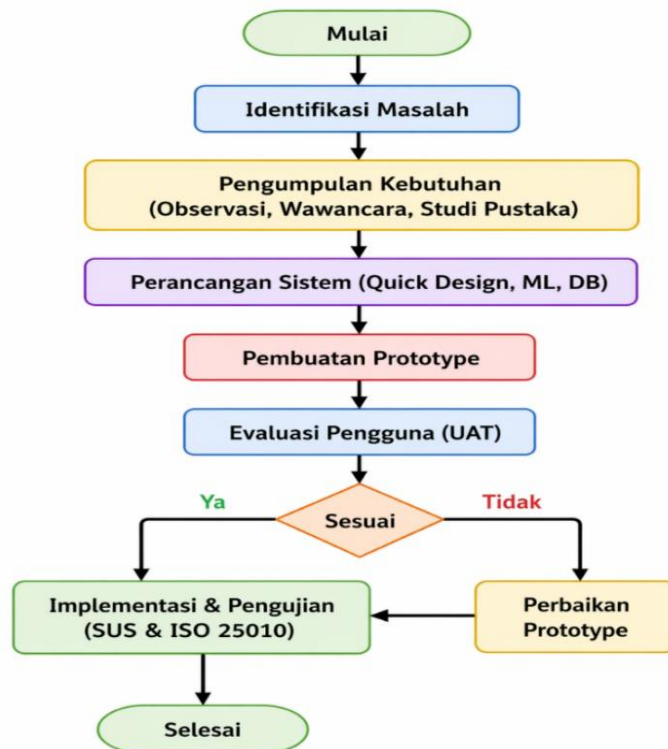 Mulai
Identifikasi Masalah
Pengumpulan Kebutuhan
(Observasi, Wawancara, Studi Pustaka)
Perancangan Sistem (Quick Design, ML, DB)
Pembuatan Prototype
Evaluasi Pengguna (UAT)
Ya
Sesuai
Tidak
Implementasi & Pengujian
(SUS & ISO 25010)
Perbaikan
Prototype
Selesai